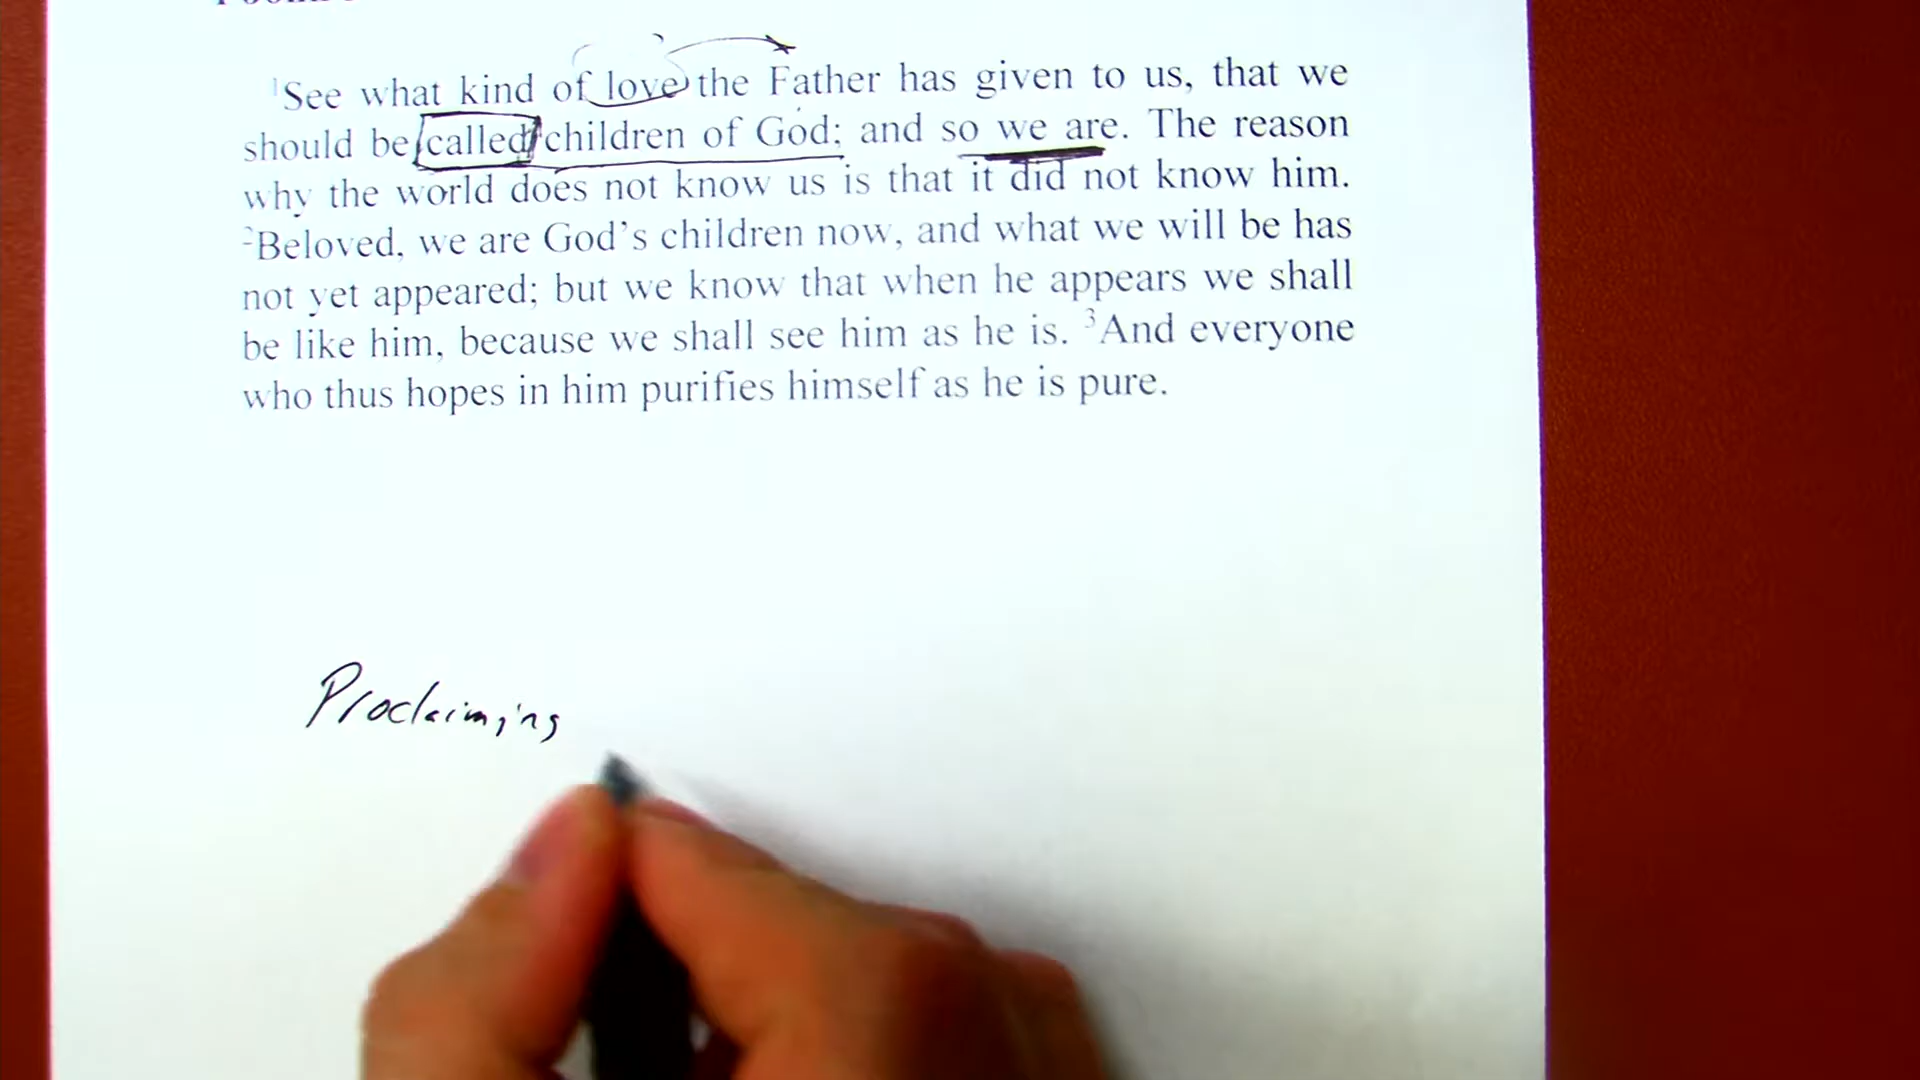 ¹See what kind of love the Father has given to us, that we
should be called children of God; and so we are. The reason
why the world does not know us is that it did not know him.
²Beloved, we are God’s children now, and what we will be has
not yet appeared; but we know that when he appears we shall
be like him, because we shall see him as he is. ³And everyone
who thus hopes in him purifies himself as he is pure.
Proclaiming